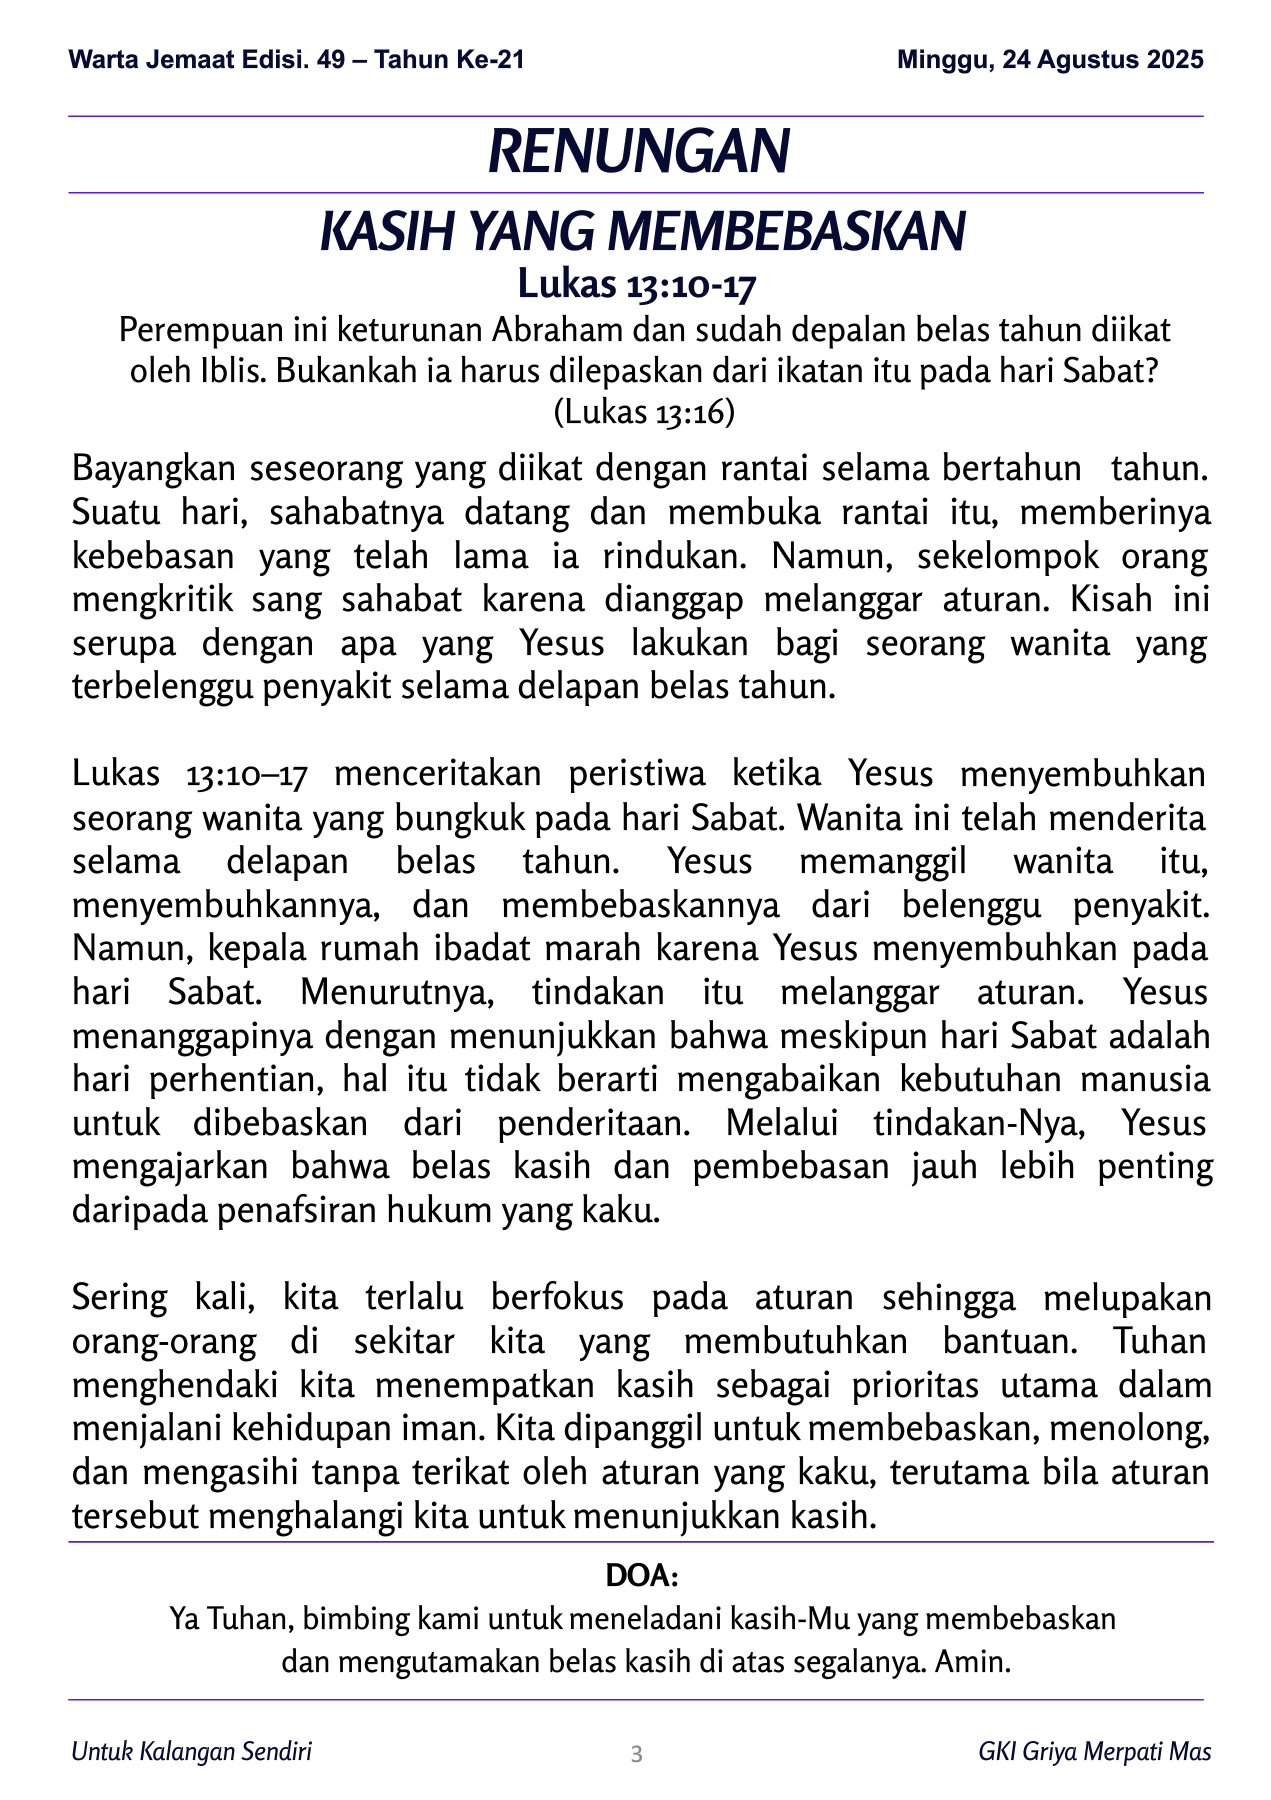 Warta Jemaat Edisi. 49 – Tahun Ke-21
Minggu, 24 Agustus 2025
RENUNGAN
KASIH YANG MEMBEBASKAN
Lukas 13:10-17
Perempuan ini keturunan Abraham dan sudah depalan belas tahun diikat
oleh Iblis. Bukankah ia harus dilepaskan dari ikatan itu pada hari Sabat?
(Lukas 13:16)
Bayangkan seseorang yang diikat dengan rantai selama bertahun tahun.
Suatu hari, sahabatnya datang dan membuka rantai itu, memberinya
kebebasan yang telah lama ia rindukan. Namun, sekelompok orang
mengkritik sang sahabat karena dianggap melanggar aturan. Kisah ini
serupa dengan apa yang Yesus lakukan bagi seorang wanita yang
terbelenggu penyakit selama delapan belas tahun.
Lukas 13:10–17 menceritakan peristiwa ketika Yesus menyembuhkan
seorang wanita yang bungkuk pada hari Sabat. Wanita ini telah menderita
selama delapan belas tahun. Yesus memanggil wanita itu,
menyembuhkannya, dan membebaskannya dari belenggu penyakit.
Namun, kepala rumah ibadat marah karena Yesus menyembuhkan pada
hari Sabat. Menurutnya, tindakan itu melanggar aturan. Yesus
menanggapinya dengan menunjukkan bahwa meskipun hari Sabat adalah
hari perhentian, hal itu tidak berarti mengabaikan kebutuhan manusia
untuk dibebaskan dari penderitaan. Melalui tindakan-Nya, Yesus
mengajarkan bahwa belas kasih dan pembebasan jauh lebih penting
daripada penafsiran hukum yang kaku.
Sering kali, kita terlalu berfokus pada aturan sehingga melupakan
orang-orang di sekitar kita yang membutuhkan bantuan. Tuhan
menghendaki kita menempatkan kasih sebagai prioritas utama dalam
menjalani kehidupan iman. Kita dipanggil untuk membebaskan, menolong,
dan mengasihi tanpa terikat oleh aturan yang kaku, terutama bila aturan
tersebut menghalangi kita untuk menunjukkan kasih.
DOA:
Ya Tuhan, bimbing kami untuk meneladani kasih-Mu yang membebaskan
dan mengutamakan belas kasih di atas segalanya. Amin.
Untuk Kalangan Sendiri
3
GKI Griya Merpati Mas